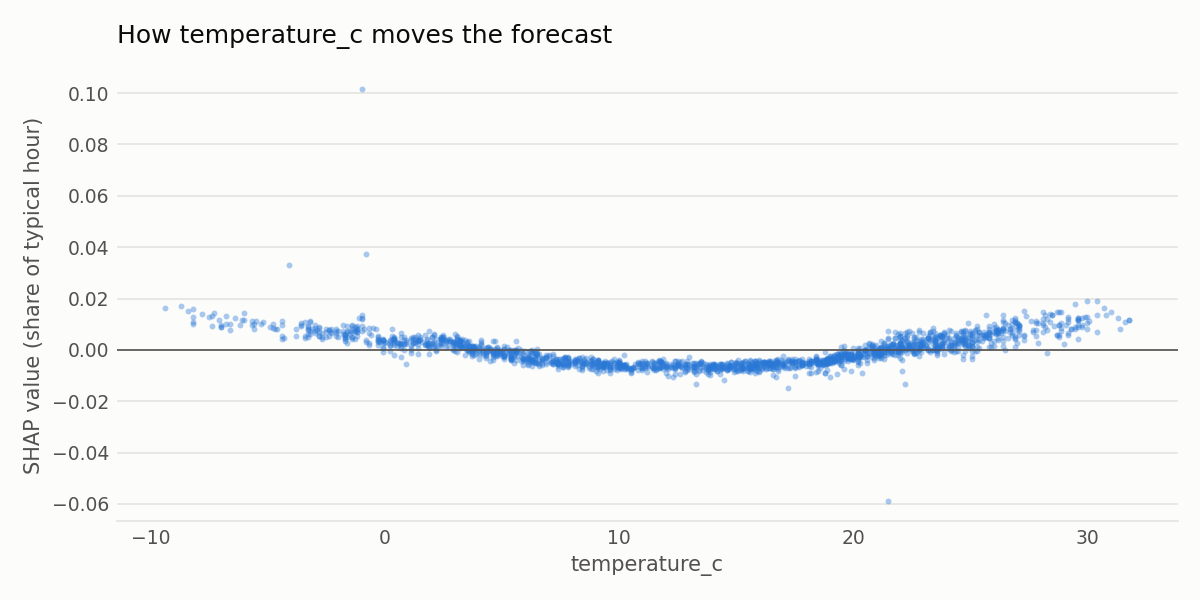 How temperature_c moves the forecast
SHAP value (share of typical hour)
0.10
0.08
0.06
0.04
0.02
0.00
−0.02
−0.04
−0.06
−10 0 10 20 30
temperature_c